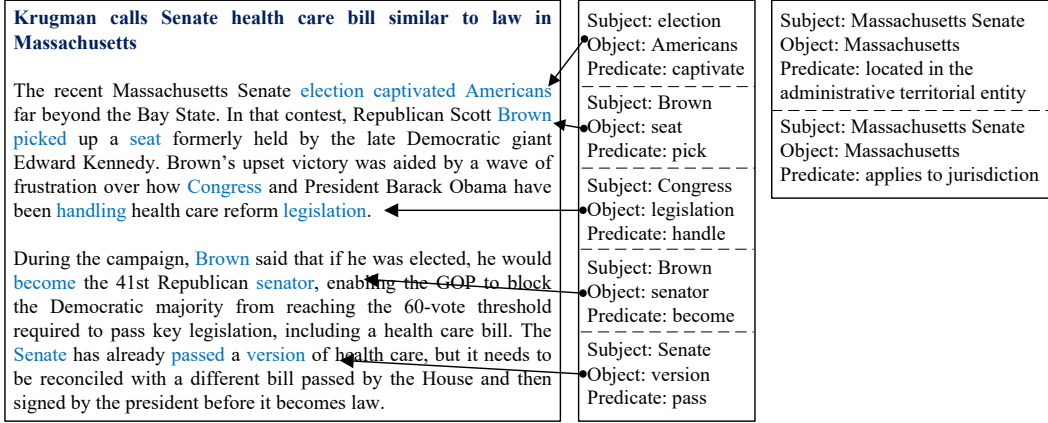 Krugman calls Senate health care bill similar to law in
Massachusetts
The recent Massachusetts Senate election captivated Americans
far beyond the Bay State. In that contest, Republican Scott Brown
picked up a seat formerly held by the late Democratic giant
Edward Kennedy. Brown’s upset victory was aided by a wave of
frustration over how Congress and President Barack Obama have
been handling health care reform legislation.
During the campaign, Brown said that if he was elected, he would
become the 41st Republican senator, enabling the GOP to block
the Democratic majority from reaching the 60-vote threshold
required to pass key legislation, including a health care bill. The
Senate has already passed a version of health care, but it needs to
be reconciled with a different bill passed by the House and then
signed by the president before it becomes law.
Subject: election
Object: Americans
Predicate: captivate
Subject: Brown
Object: seat
Predicate: pick
Subject: Congress
Object: legislation
Predicate: handle
Subject: Brown
Object: senator
Predicate: become
Subject: Senate
Object: version
Predicate: pass
Subject: Massachusetts Senate
Object: Massachusetts
Predicate: located in the
administrative territorial entity
Subject: Massachusetts Senate
Object: Massachusetts
Predicate: applies to jurisdiction